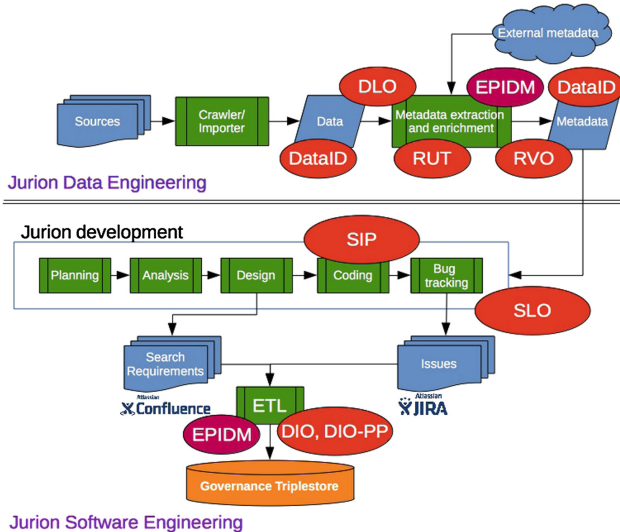 External metadata
DLO
EPIDM
DataID
Sources
Crawler/
Importer
Data
Metadata extraction
and enrichment
Metadata
DataID
RUT
RVO
Jurion Data Engineering
Jurion development
SIP
Planning
Analysis
Design
Coding
Bug
tracking
SLO
Search
Requirements
Issues
Atlassian
Confluence
Atlassian
JIRA
ETL
EPIDM
DIO, DIO-PP
Governance Triplestore
Jurion Software Engineering